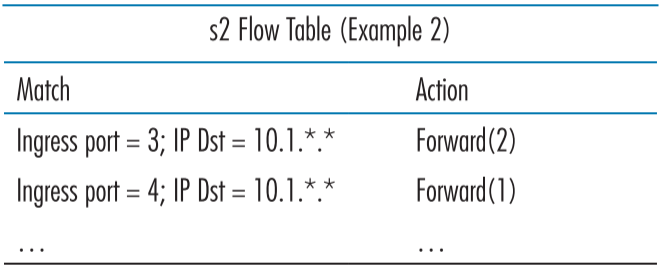 s2 Flow Table (Example 2)
Match Action
Ingress port = 3; IP Dst = 10.1.*.* Forward(2)
Ingress port = 4; IP Dst = 10.1.*.* Forward(1)
... ...